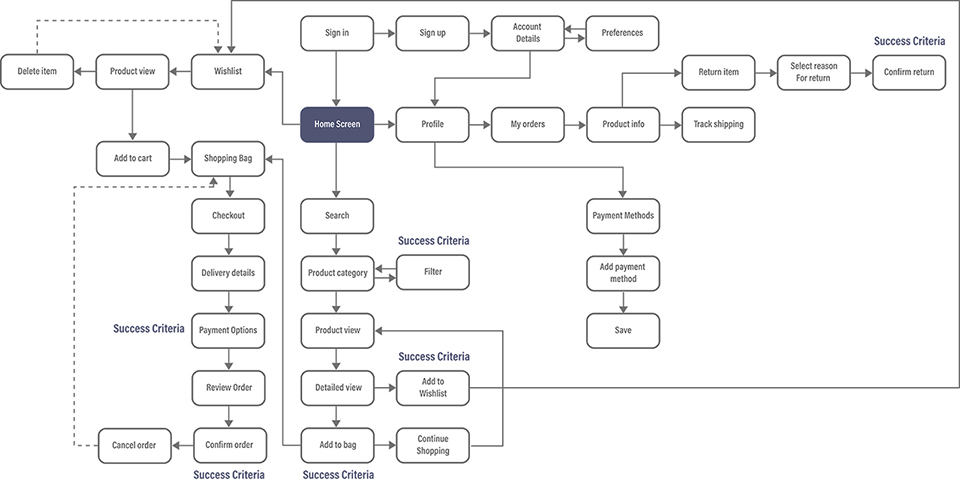 Sign in
Sign up
Account
Details
Preferences
Success Criteria
Delete item
Product view
Wishlist
Return item
Select reason
For return
Confirm return
Home Screen
Profile
My orders
Product info
Track shipping
Add to cart
Shopping Bag
Checkout
Search
Payment Methods
Success Criteria
Delivery details
Product category
Filter
Add payment
method
Success Criteria
Payment Options
Product view
Save
Success Criteria
Review Order
Detailed view
Add to
Wishlist
Cancel order
Confirm order
Add to bag
Continue
Shopping
Success Criteria
Success Criteria